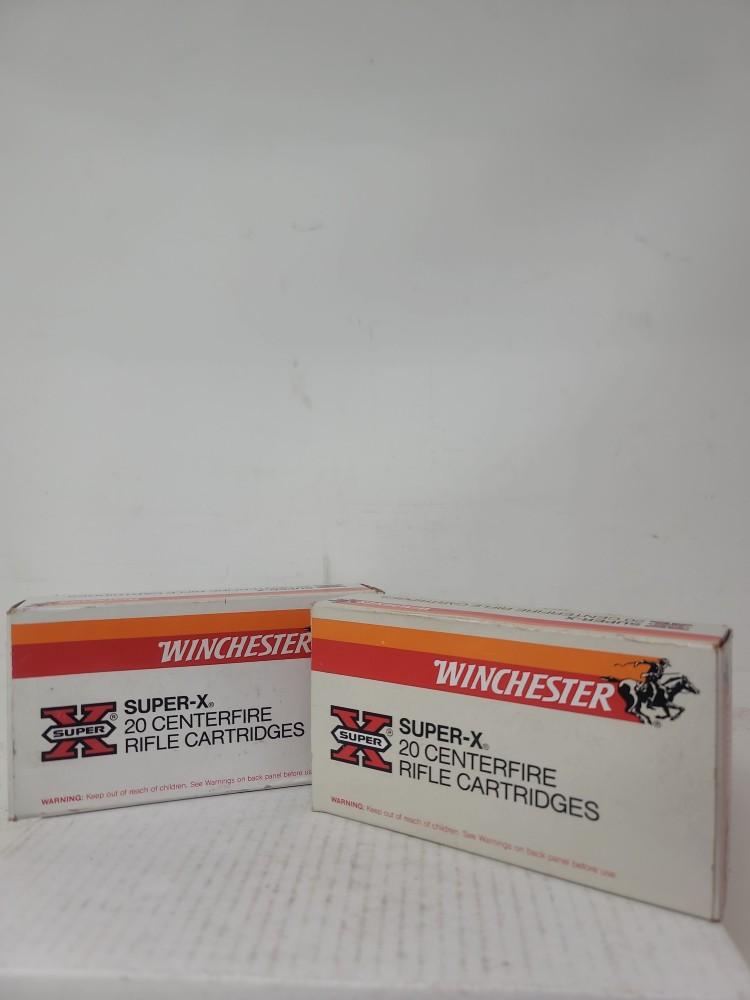 WINCHESTER
X
SUPER
®
SUPER-X®
20 CENTERFIRE
RIFLE CARTRIDGES
WARNING: Keep out of reach of children. See Warnings on back panel before us
WINCHESTER
®
X
SUPER
®
SUPER-X®
20 CENTERFIRE
RIFLE CARTRIDGES
WARNING: Keep out of reach of children. See Warnings on back panel before use